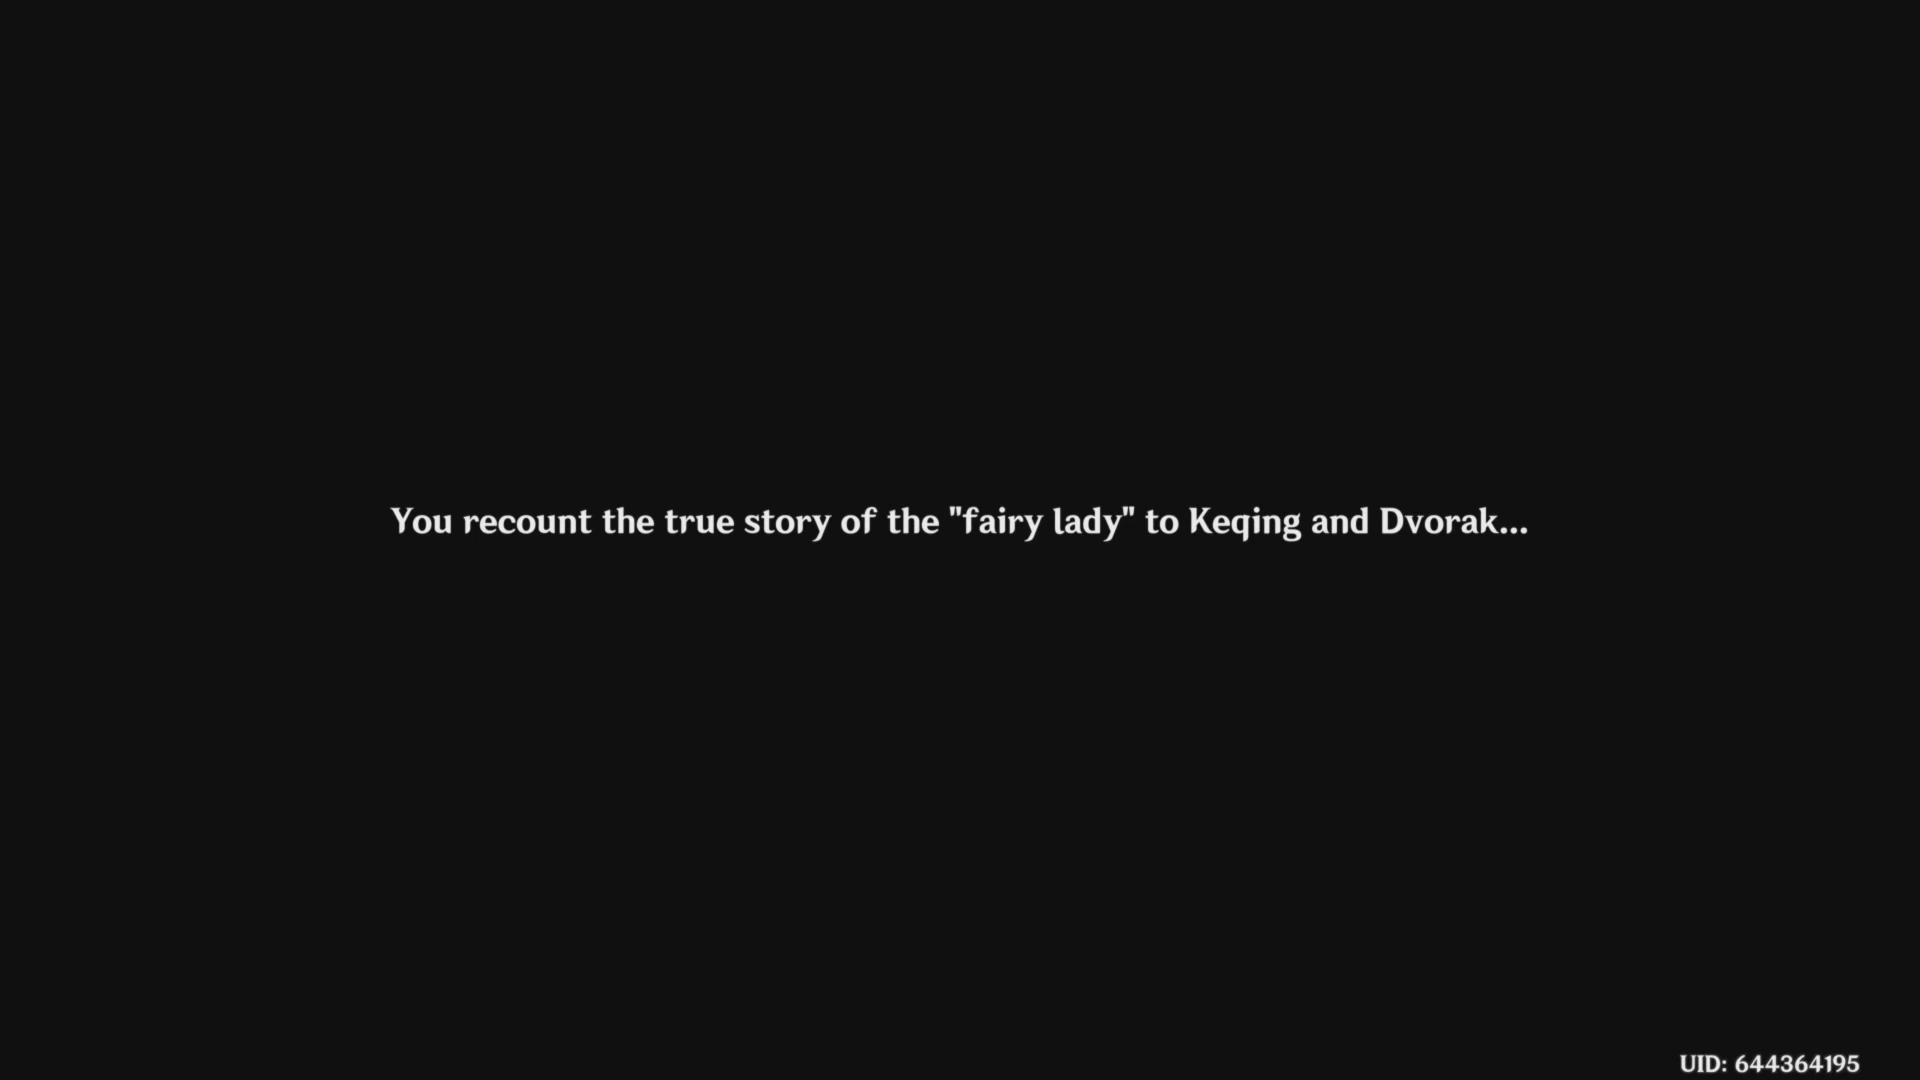 You recount the true story of the "fairy lady" to Keqing and Dvorak...
UID: 644364195